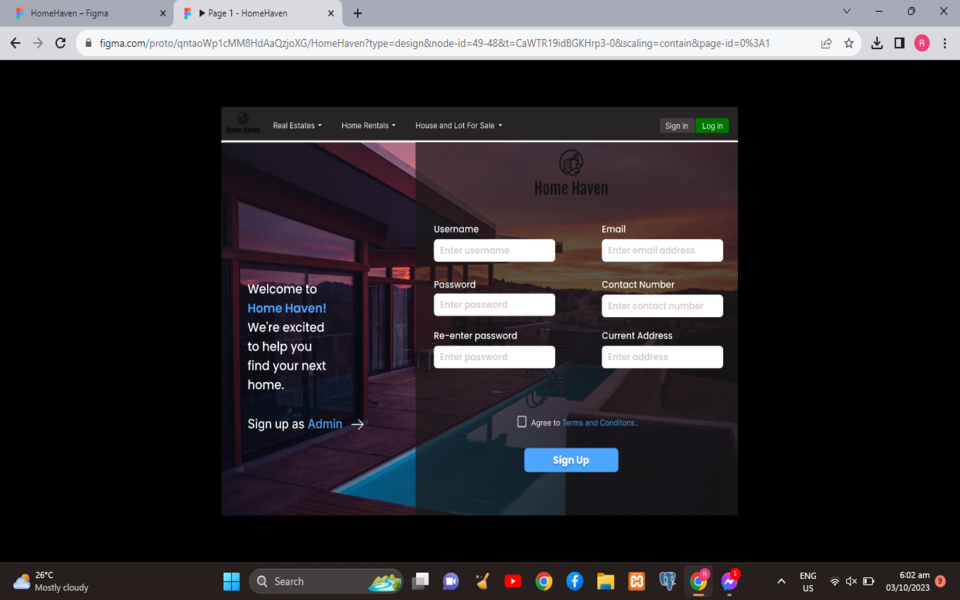 HomeHaven – Figma
Page 1 - HomeHaven
figma.com/proto/qntaoWp1cMM8HdAaQzjoXG/HomeHaven?type=design&node-id=49-48&t=CaWTR19idBGKHrp3-0&scaling=contain&page-id=0%3A1
R
Home Haven
Real Estates
Home Rentals
House and Lot For Sale
Sign in
Log in
Home Haven
Username
Email
Enter username
Enter email address
Password
Contact Number
Enter password
Enter contact number
Re-enter password
Current Address
Enter password
Enter address
Welcome to
Home Haven!
We're excited
to help you
find your next
home.
Sign up as Admin
Agree to Terms and Conditons..
Sign Up
26°C
Mostly cloudy
Search
R
5
ENG
US
6:02 am
03/10/2023
9